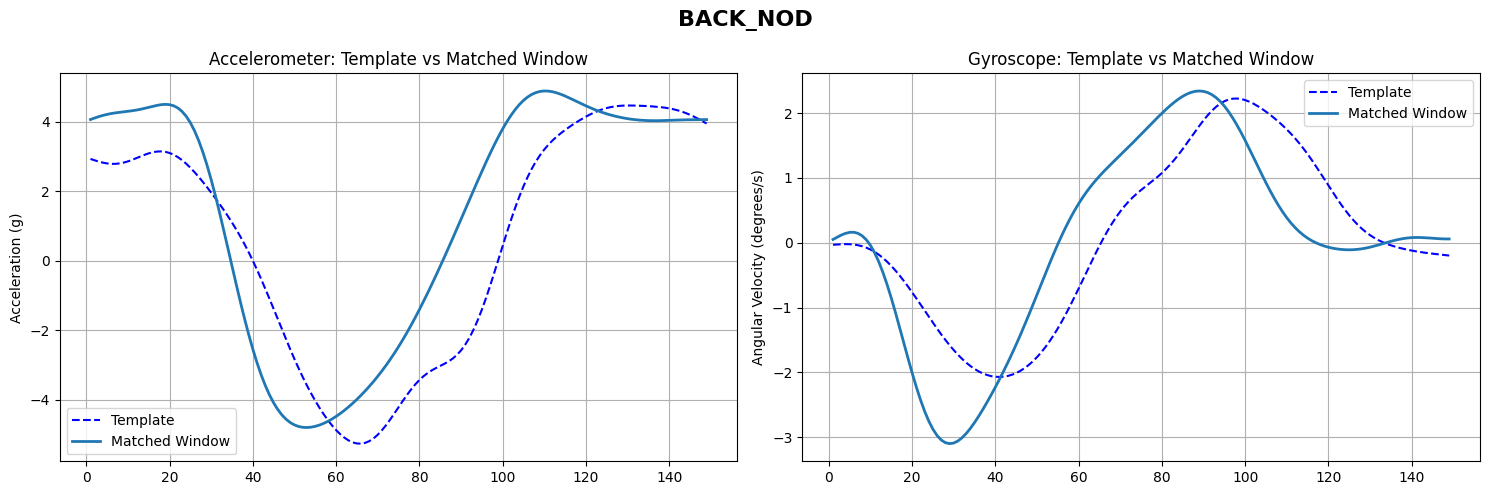 BACK_NOD
Accelerometer: Template vs Matched Window
Acceleration (g)
4
2
0
−2
−4
Template
Matched Window
0 20 40 60 80 100 120 140
Gyroscope: Template vs Matched Window
Angular Velocity (degrees/s)
2
1
0
−1
−2
−3
Template
Matched Window
0 20 40 60 80 100 120 140